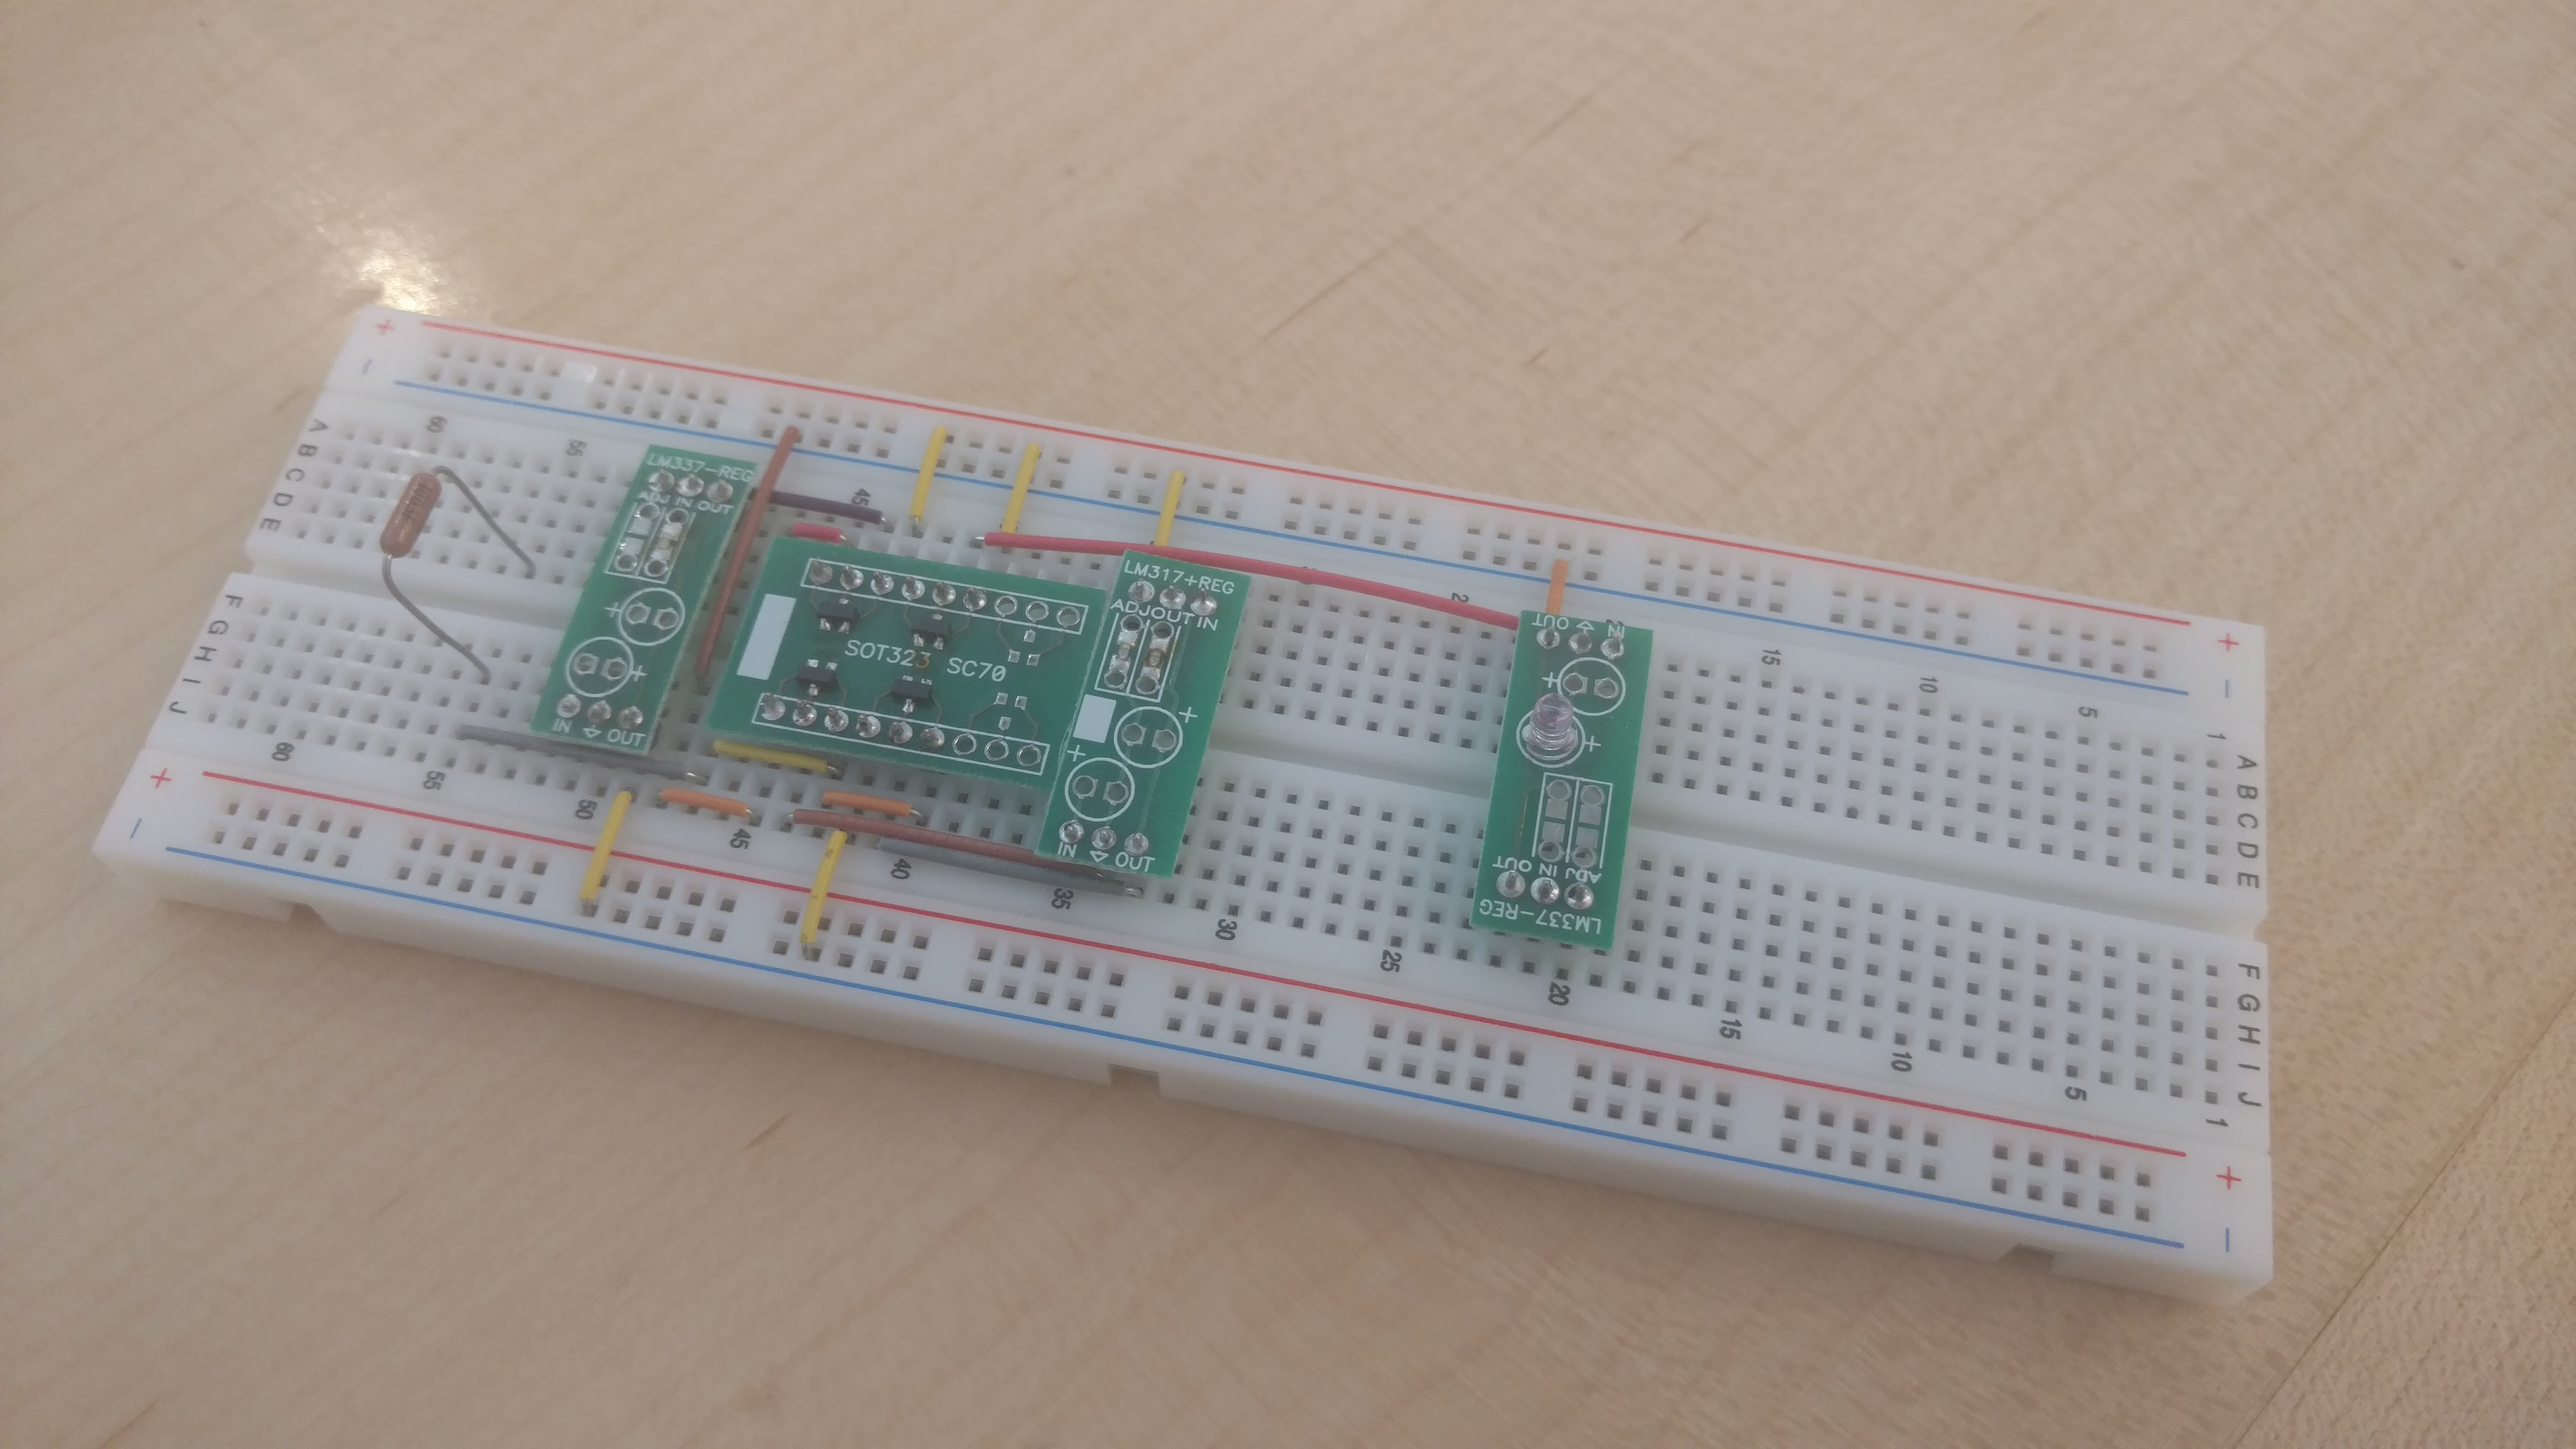 +
-
A
B
C
D
E
F
G
H
I
J
60
55
45
15
10
5
1
LM337-REG
ADJ IN OUT
+
+
IN OUT
SOT323 SC70
LM317+REG
ADJOUT IN
+
+
IN OUT
OUT IN
+
+
OUT IN ADJ
LM337-REG
60
55
50
45
40
35
30
25
20
15
10
5
1
A
B
C
D
E
F
G
H
I
J
+
-
+
-
+
-